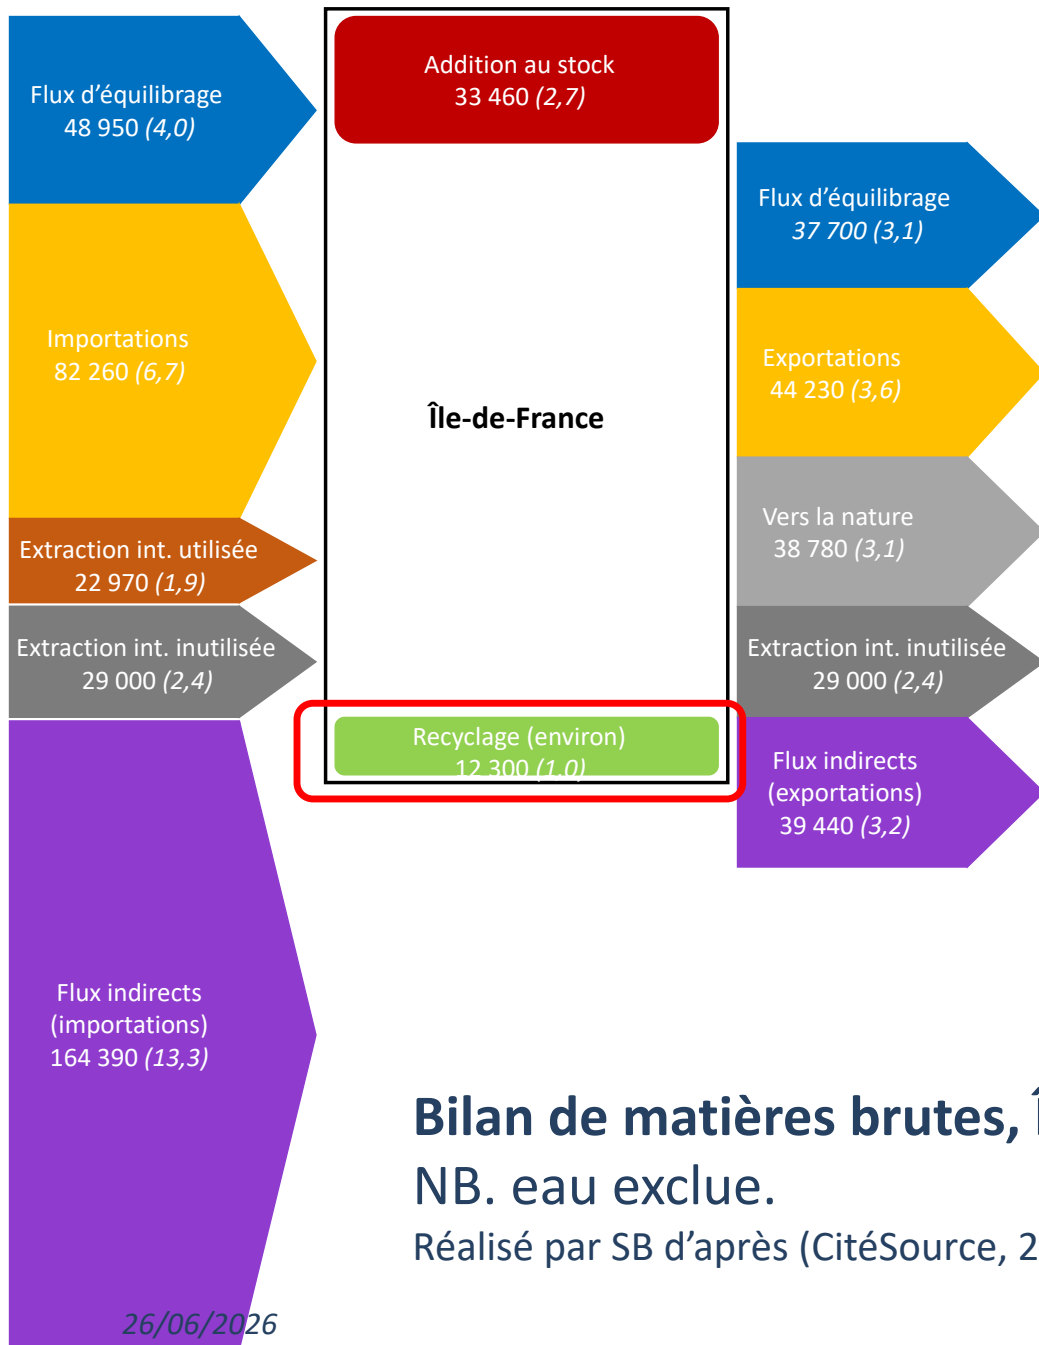 Flux d’équilibrage
48 950 (4,0)
Importations
82 260 (6,7)
Extraction int. utilisée
22 970 (1,9)
Extraction int. inutilisée
29 000 (2,4)
Flux indirects
(importations)
164 390 (13,3)
Addition au stock
33 460 (2,7)
Île-de-France
Recyclage (environ)
12 300 (1,0)
Flux d’équilibrage
37 700 (3,1)
Exportations
44 230 (3,6)
Vers la nature
38 780 (3,1)
Extraction int. inutilisée
29 000 (2,4)
Flux indirects
(exportations)
39 440 (3,2)
Bilan de matières brutes,
NB. eau exclue.
Réalisé par SB d’après (CitéSource, 2
26/06/2026